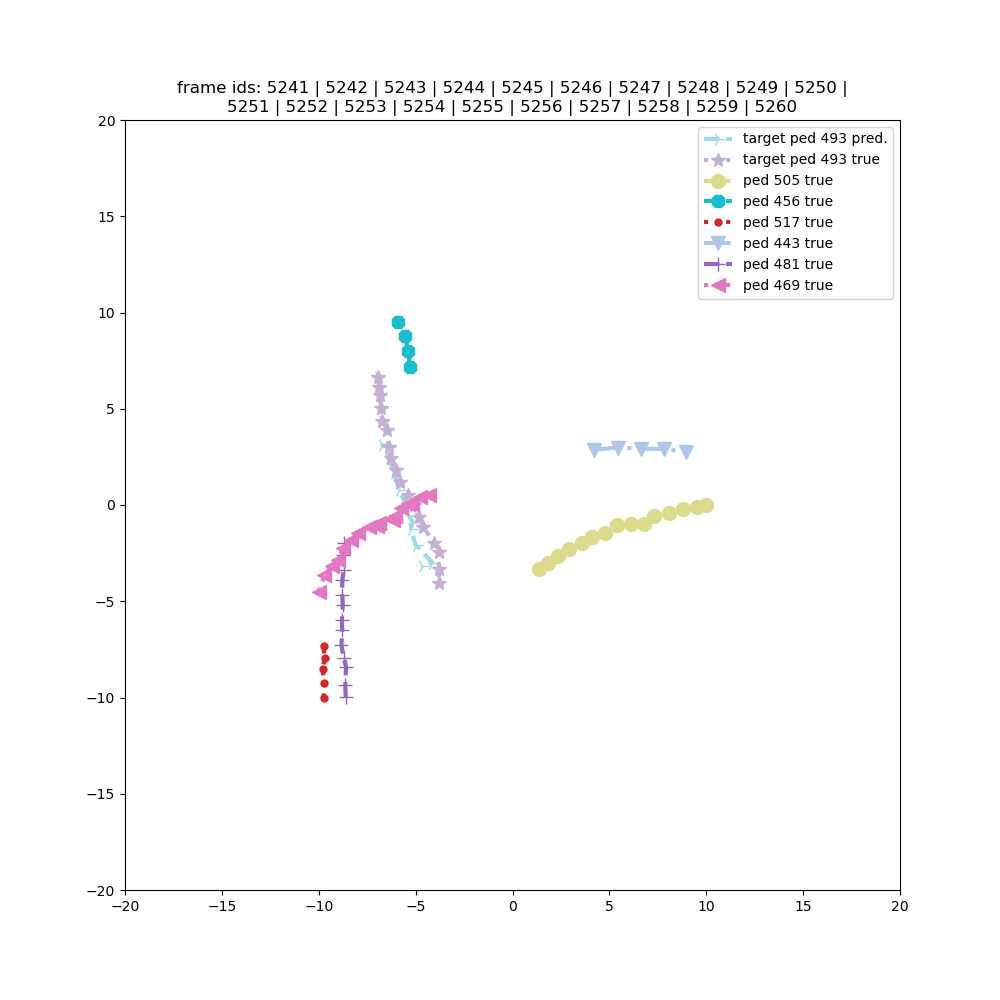 frame ids: 5241 | 5242 | 5243 | 5244 | 5245 | 5246 | 5247 | 5248 | 5249 | 5250 |
5251 | 5252 | 5253 | 5254 | 5255 | 5256 | 5257 | 5258 | 5259 | 5260
target ped 493 pred.
target ped 493 true
ped 505 true
ped 456 true
ped 517 true
ped 443 true
ped 481 true
ped 469 true
20
15
10
5
0
−5
−10
−15
−20
−20 −15 −10 −5 0 5 10 15 20